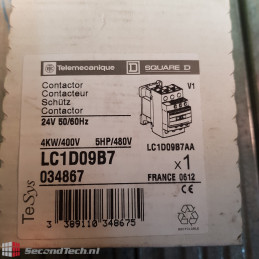 Telemecanique D SQUARE D
Contactor V1
Contacteur
Schütz
Contactor
24V 50/60Hz
4KW/400V 5HP/480V LC1D09B7AA
LC1D09B7 x1
034867 FRANCE 0612
TeSys
3 389110 348675
SecondTech.nl